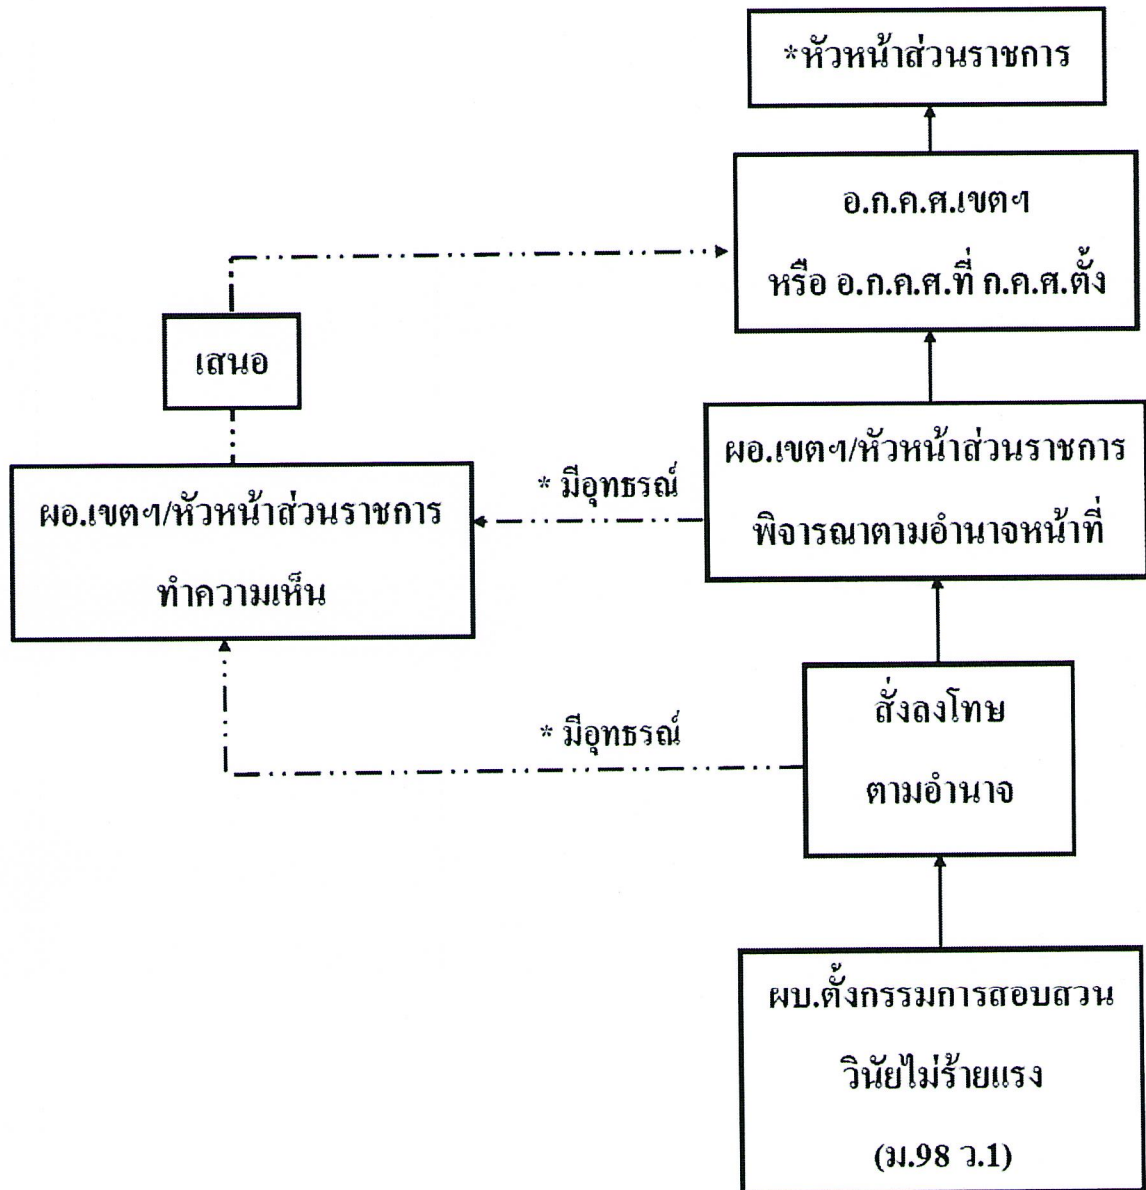 *หัวหน้าส่วนราชการ
อ.ก.ค.ศ.เขตฯ
หรือ อ.ก.ค.ศ.ที่ ก.ค.ศ.ตั้ง
เสนอ
ผอ.เขตฯ/หัวหน้าส่วนราชการ
พิจารณาตามอำนาจหน้าที่
* มีอุทธรณ์
ผอ.เขตฯ/หัวหน้าส่วนราชการ
ทำความเห็น
สั่งลงโทษ
ตามอำนาจ
* มีอุทธรณ์
ผบ.ตั้งกรรมการสอบสวน
วินัยไม่ร้ายแรง
(ม.98 ว.1)